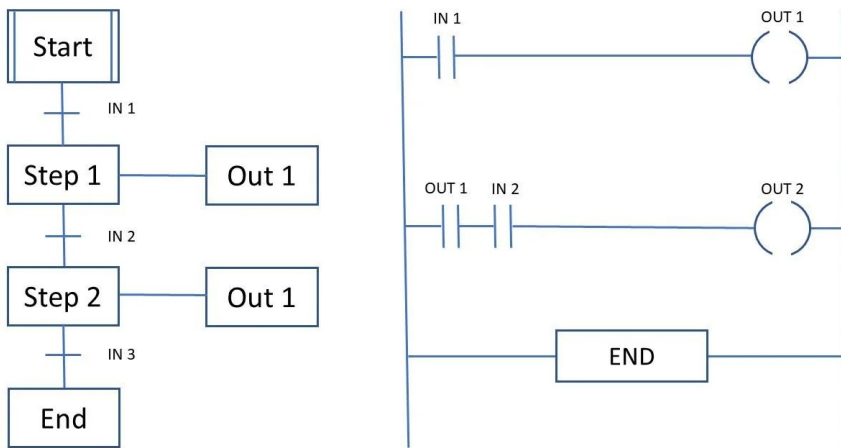 Start
IN 1
Step 1
Out 1
IN 2
Step 2
Out 1
IN 3
End
IN 1
OUT 1
OUT 1
IN 2
OUT 2
END